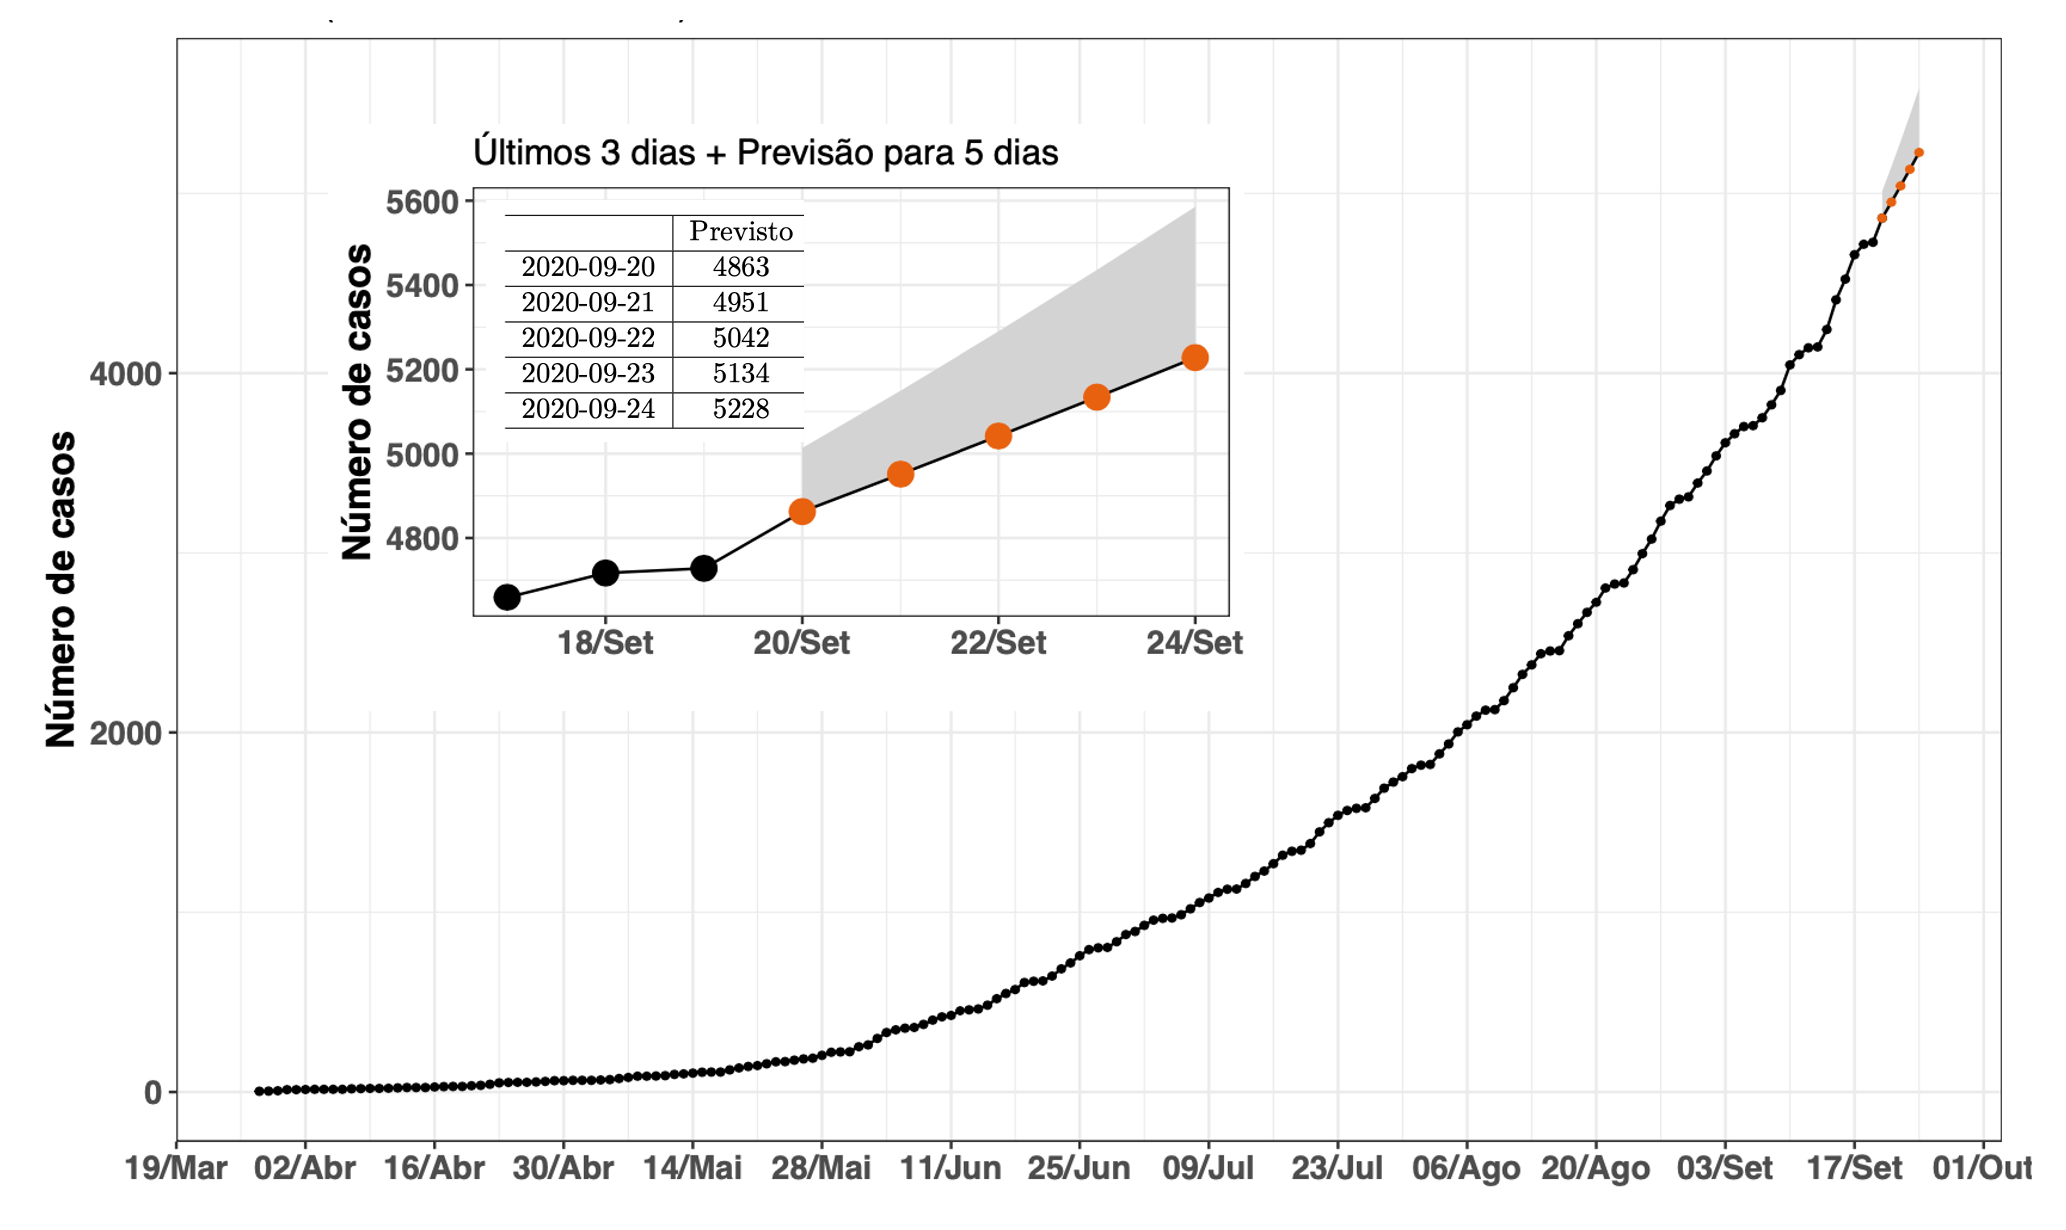 Últimos 3 dias + Previsão para 5 dias
Número de casos
5600
5400
5200
5000
4800
Previsto
2020-09-20 4863
2020-09-21 4951
2020-09-22 5042
2020-09-23 5134
2020-09-24 5228
18/Set 20/Set 22/Set 24/Set
Número de casos
4000
2000
0
19/Mar 02/Abr 16/Abr 30/Abr 14/Mai 28/Mai 11/Jun 25/Jun 09/Jul 23/Jul 06/Ago 20/Ago 03/Set 17/Set 01/Out